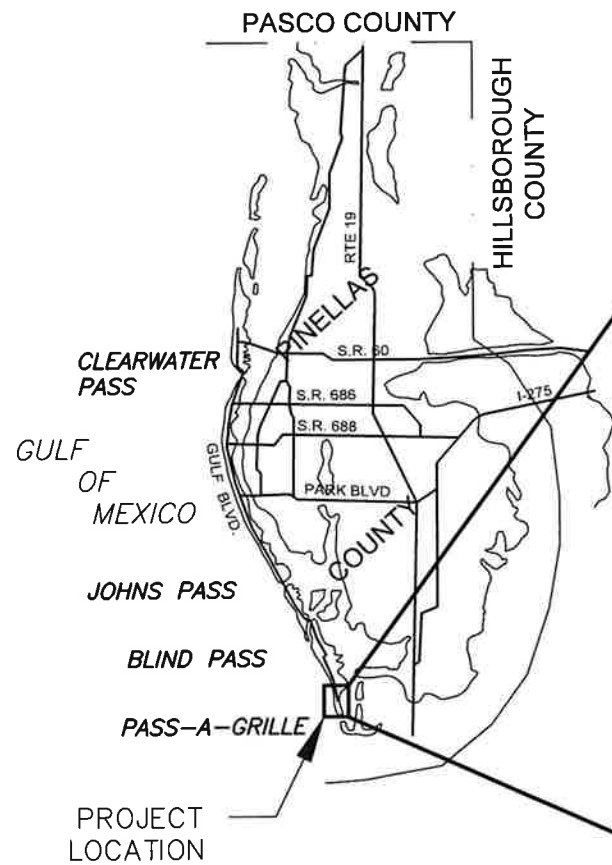 PASCO COUNTY
HILLSBOROUGH
COUNTY
RTE 19
PINELLAS
S.R. 60
CLEARWATER
PASS
S.R. 686
I-275
S.R. 688
GULF
OF
MEXICO
GULF BLVD.
PARK BLVD
COUNTY
JOHNS PASS
BLIND PASS
PASS-A-GRILLE
PROJECT
LOCATION